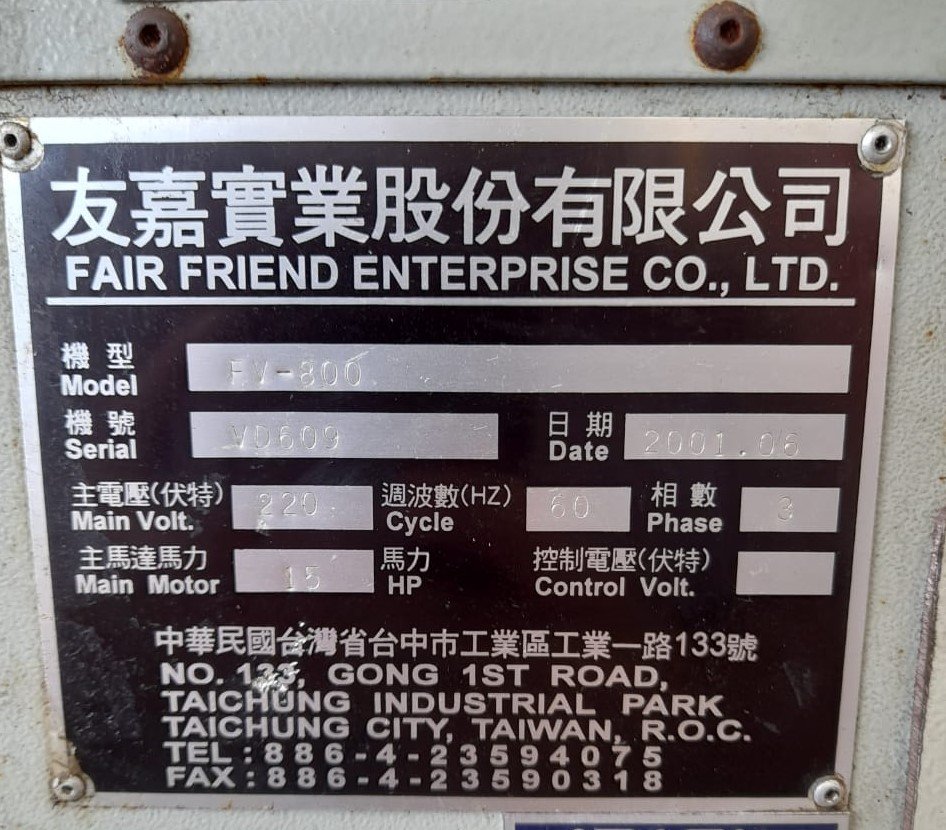 友嘉實業股份有限公司
FAIR FRIEND ENTERPRISE CO., LTD.
機型 Model FV-800
機號 Serial VD609 日期 Date 2001.06
主電壓(伏特) Main Volt. 220 週波數(HZ) Cycle 60 相數 Phase 3
主馬達馬力 Main Motor 15 馬力 HP 控制電壓(伏特) Control Volt.
中華民國台灣省台中市工業區工業一路133號
NO. 133, GONG 1ST ROAD,
TAICHUNG INDUSTRIAL PARK
TAICHUNG CITY, TAIWAN, R.O.C.
TEL:886-4-23594075
FAX:886-4-23590318